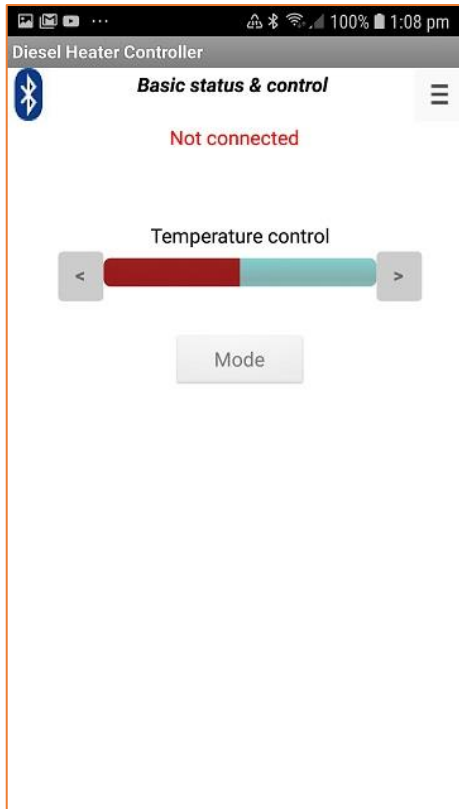 100% 1:08 pm
Diesel Heater Controller
Basic status & control
Not connected
Temperature control
< >
Mode